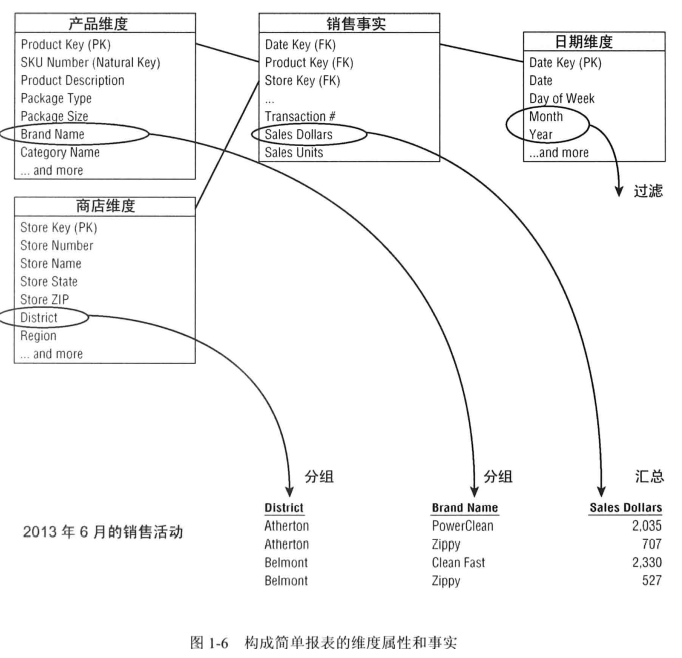 产品维度
Product Key (PK)
SKU Number (Natural Key)
Product Description
Package Type
Package Size
Brand Name
Category Name
... and more
销售事实
Date Key (FK)
Product Key (FK)
Store Key (FK)
...
Transaction #
Sales Dollars
Sales Units
日期维度
Date Key (PK)
Date
Day of Week
Month
Year
...and more
过滤
商店维度
Store Key (PK)
Store Number
Store Name
Store State
Store ZIP
District
Region
... and more
分组 分组 汇总
District Brand Name Sales Dollars
Atherton PowerClean 2,035
Atherton Zippy 707
Belmont Clean Fast 2,330
Belmont Zippy 527
2013 年 6 月的销售活动
图 1-6 构成简单报表的维度属性和事实